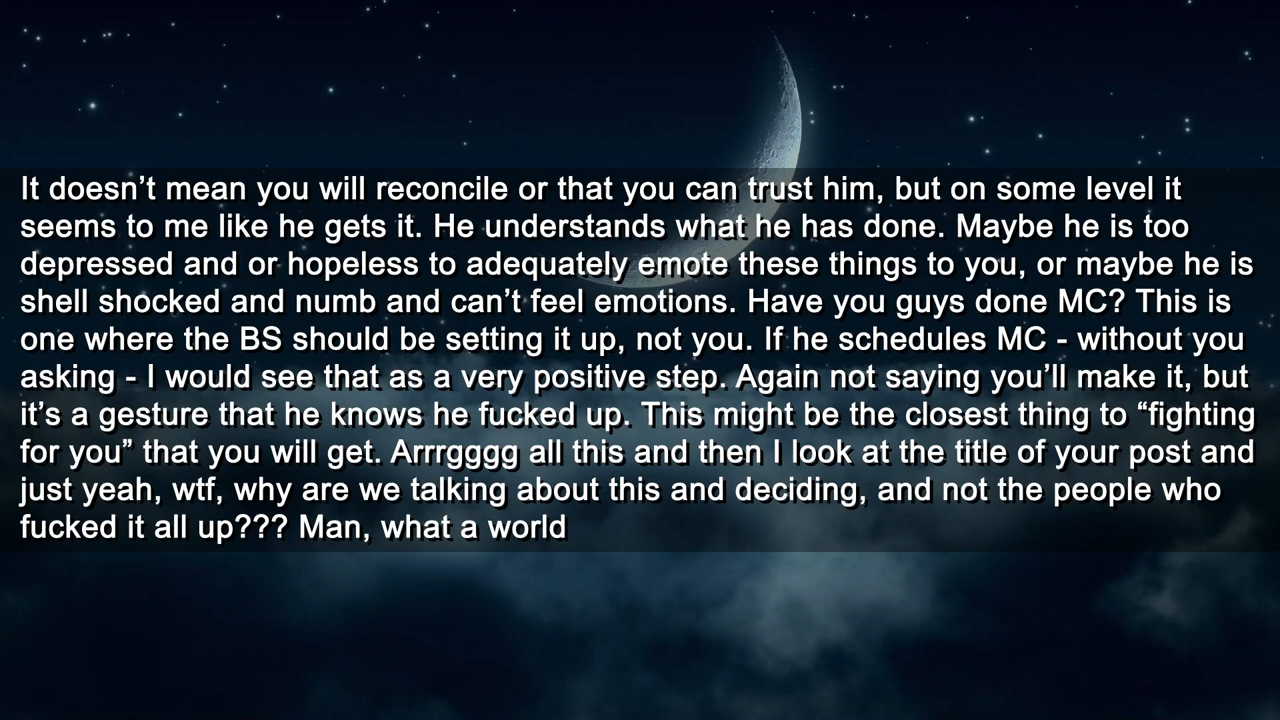 It doesn’t mean you will reconcile or that you can trust him, but on some level it
seems to me like he gets it. He understands what he has done. Maybe he is too
depressed and or hopeless to adequately emote these things to you, or maybe he is
shell shocked and numb and can’t feel emotions. Have you guys done MC? This is
one where the BS should be setting it up, not you. If he schedules MC - without you
asking - I would see that as a very positive step. Again not saying you’ll make it, but
it’s a gesture that he knows he fucked up. This might be the closest thing to “fighting
for you” that you will get. Arrrgggg all this and then I look at the title of your post and
just yeah, wtf, why are we talking about this and deciding, and not the people who
fucked it all up??? Man, what a world